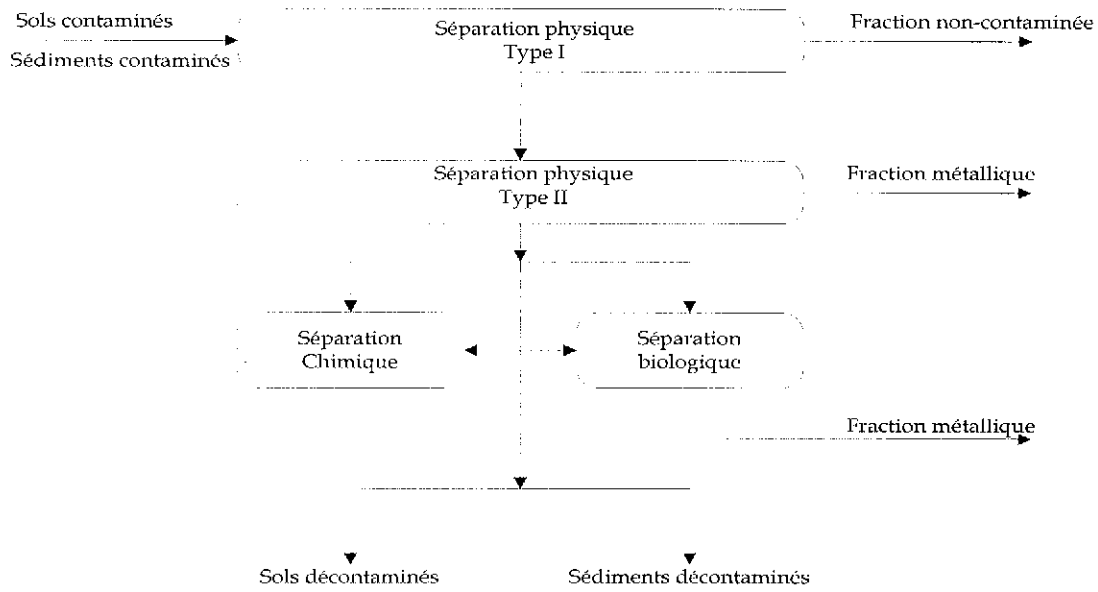 Sols contaminés
Sédiments contaminés
Séparation physique
Type I
Fraction non-contaminée
Séparation physique
Type II
Fraction métallique
Séparation
Chimique
Séparation
biologique
Fraction métallique
Sols décontaminés
Sédiments décontaminés